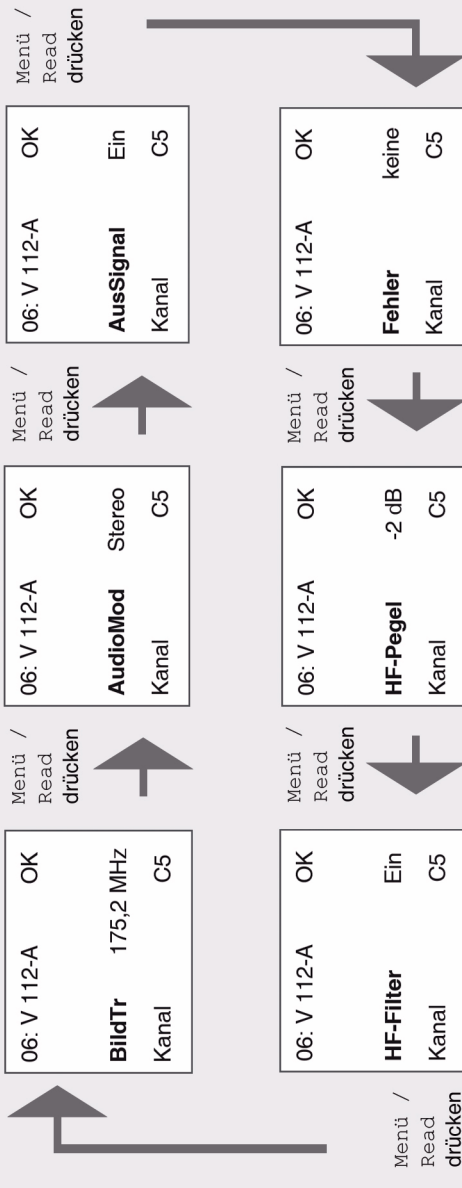 06: V 112-A OK
BildTr 175,2 MHz
Kanal C5
Menü /
Read
drücken
06: V 112-A OK
AudioMod Stereo
Kanal C5
Menü /
Read
drücken
06: V 112-A OK
AusSignal Ein
Kanal C5
Menü /
Read
drücken
06: V 112-A OK
Fehler keine
Kanal C5
Menü /
Read
drücken
06: V 112-A OK
HF-Pegel -2 dB
Kanal C5
Menü /
Read
drücken
06: V 112-A OK
HF-Filter Ein
Kanal C5
Menü /
Read
drücken